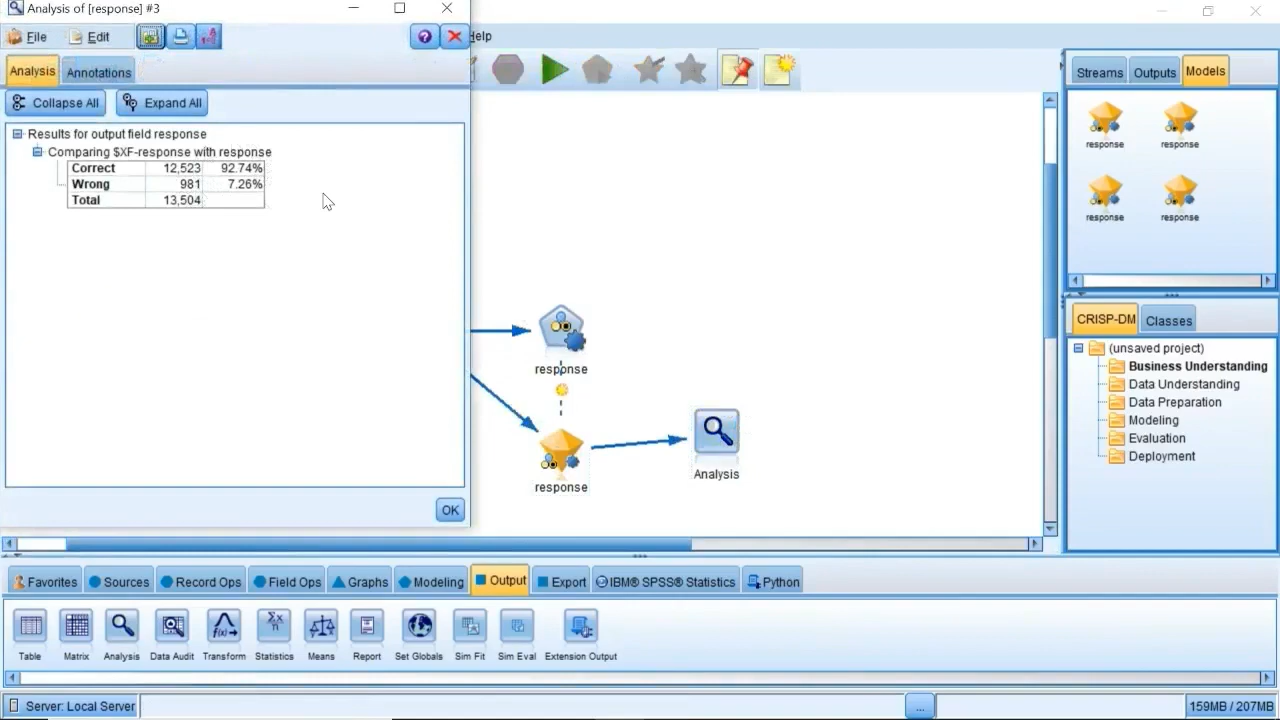 Analysis of [response] #3
File
Edit
elp
Analysis
Annotations
Collapse All
Expand All
Results for output field response
Comparing $XF-response with response
Correct 12,523 92.74%
Wrong 981 7.26%
Total 13,504
OK
response
response
Analysis
Streams
Outputs
Models
response
response
response
response
CRISP-DM
Classes
(unsaved project)
Business Understanding
Data Understanding
Data Preparation
Modeling
Evaluation
Deployment
Favorites
Sources
Record Ops
Field Ops
Graphs
Modeling
Output
Export
IBM® SPSS® Statistics
Python
Table
Matrix
Analysis
Data Audit
Transform
Statistics
Means
Report
Set Globals
Sim Fit
Sim Eval
Extension Output
Server: Local Server
...
159MB / 207MB